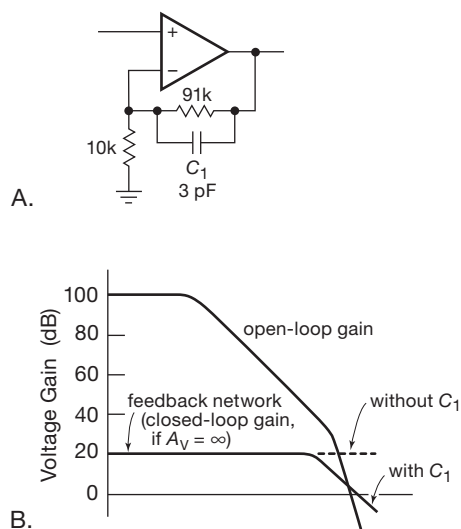 +
−
91k
10k
C1
3 pF
A.
Voltage Gain (dB)
100
80
60
40
20
0
open-loop gain
feedback network
(closed-loop gain,
if AV = ∞)
without C1
with C1
B.